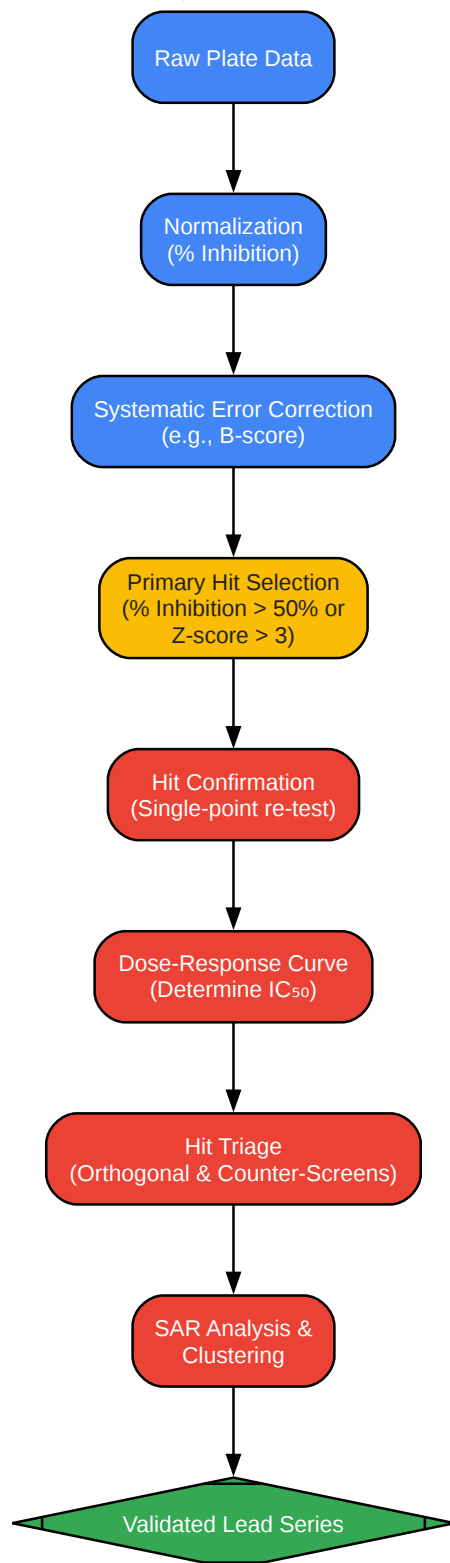 Raw Plate Data
Normalization
(% Inhibition)
Systematic Error Correction
(e.g., B-score)
Primary Hit Selection
(% Inhibition > 50% or
Z-score > 3)
Hit Confirmation
(Single-point re-test)
Dose-Response Curve
(Determine IC₅₀)
Hit Triage
(Orthogonal & Counter-Screens)
SAR Analysis &
Clustering
Validated Lead Series